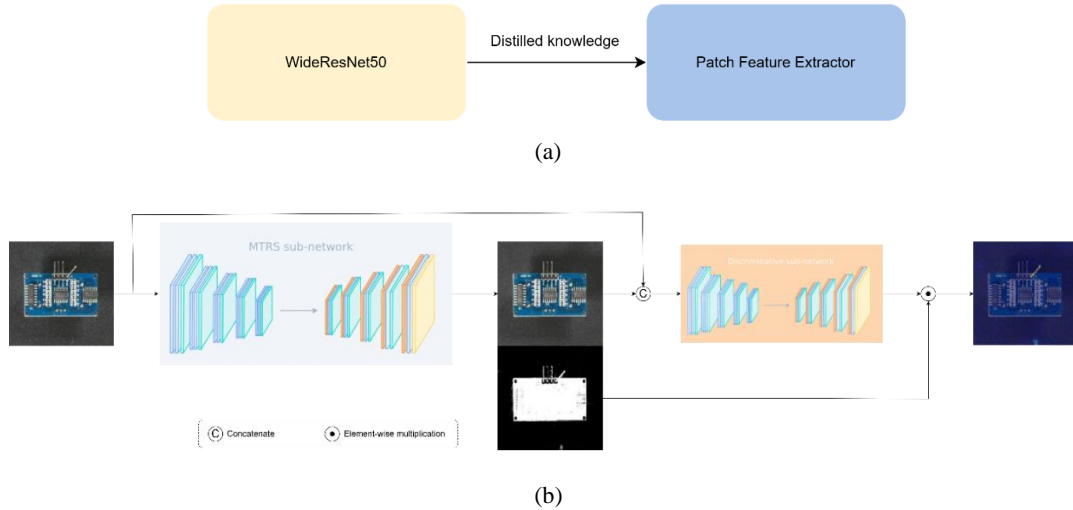 WideResNet50
Distilled knowledge
Patch Feature Extractor
(a)
MTRS sub-network
Discriminative sub-network
C
C Concatenate
Element-wise multiplication
(b)